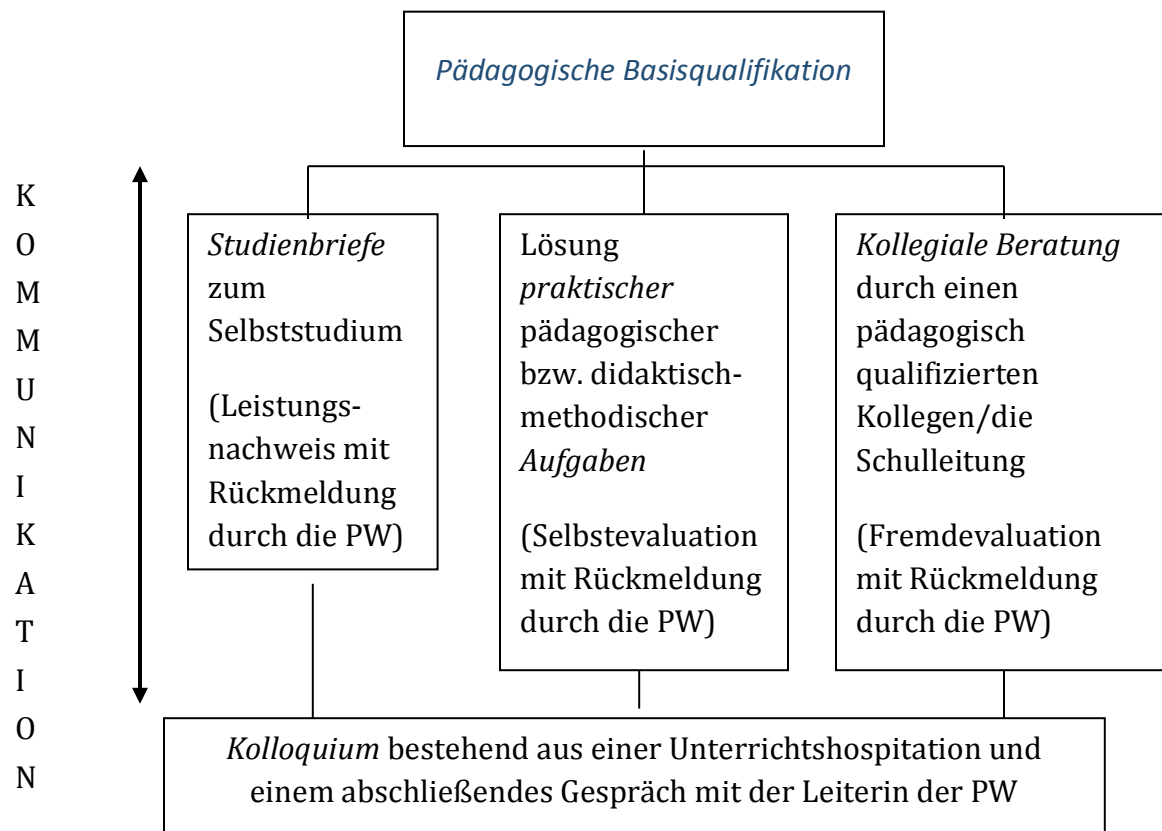 Pädagogische Basisqualifikation
K
O
M
M
U
N
I
K
A
T
I
O
N
Studienbriefe
zum
Selbststudium
(Leistungs-
nachweis mit
Rückmeldung
durch die PW)
Lösung
praktischer
pädagogischer
bzw. didaktisch-
methodischer
Aufgaben
(Selbstevaluation
mit Rückmeldung
durch die PW)
Kollegiale Beratung
durch einen
pädagogisch
qualifizierten
Kollegen/die
Schulleitung
(Fremdevaluation
mit Rückmeldung
durch die PW)
Kolloquium bestehend aus einer Unterrichtshospitation und
einem abschließendes Gespräch mit der Leiterin der PW